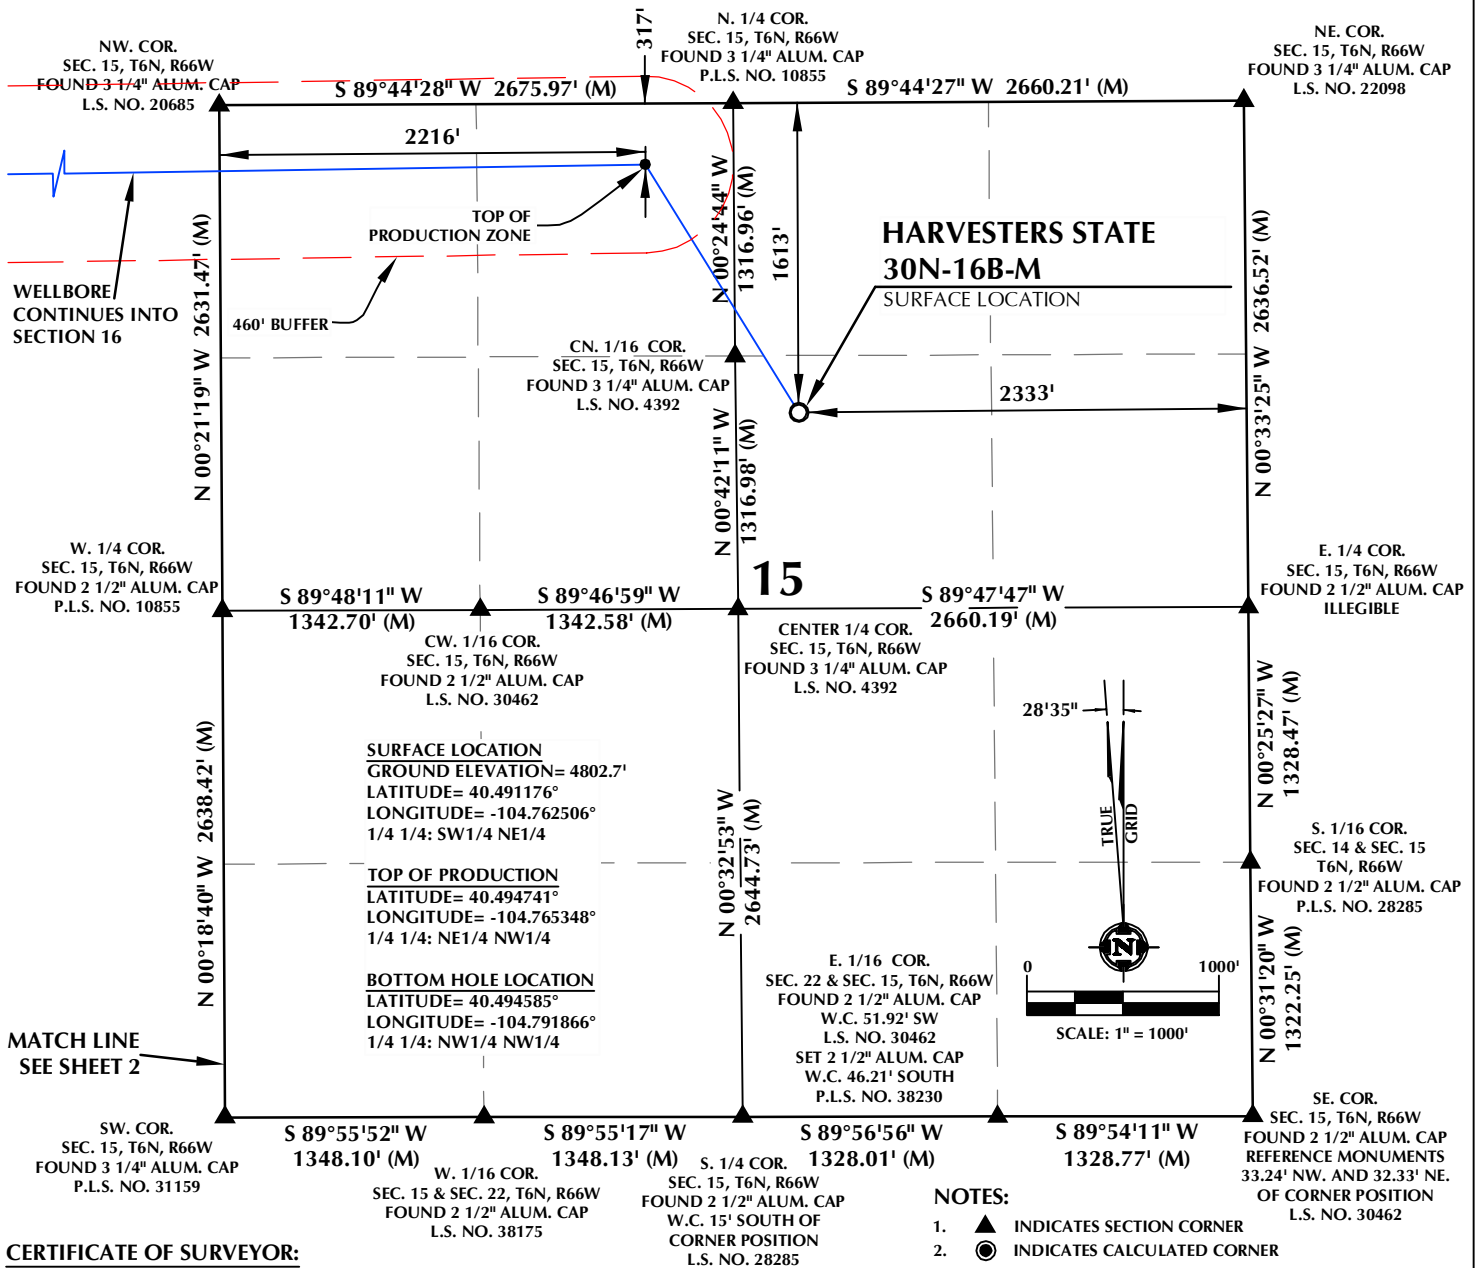 NW. COR.
SEC. 15, T6N, R66W
FOUND 3 1/4" ALUM. CAP
L.S. NO. 20685
317'
N. 1/4 COR.
SEC. 15, T6N, R66W
FOUND 3 1/4" ALUM. CAP
P.L.S. NO. 10855
NE. COR.
SEC. 15, T6N, R66W
FOUND 3 1/4" ALUM. CAP
L.S. NO. 22098
S 89°44'28" W 2675.97' (M)
S 89°44'27" W 2660.21' (M)
2216'
TOP OF
PRODUCTION ZONE
N 00°24'44" W
1316.96' (M)
1613'
HARVESTERS STATE
30N-16B-M
SURFACE LOCATION
WELLBORE
CONTINUES INTO
SECTION 16
460' BUFFER
N 00°21'19" W 2631.47' (M)
N 00°33'25" W 2636.52' (M)
CN. 1/16 COR.
SEC. 15, T6N, R66W
FOUND 3 1/4" ALUM. CAP
L.S. NO. 4392
2333'
N 00°42'11" W
1316.98' (M)
W. 1/4 COR.
SEC. 15, T6N, R66W
FOUND 2 1/2" ALUM. CAP
P.L.S. NO. 10855
15
E. 1/4 COR.
SEC. 15, T6N, R66W
FOUND 2 1/2" ALUM. CAP
ILLEGIBLE
S 89°48'11" W
1342.70' (M)
S 89°46'59" W
1342.58' (M)
S 89°47'47" W
2660.19' (M)
CW. 1/16 COR.
SEC. 15, T6N, R66W
FOUND 2 1/2" ALUM. CAP
L.S. NO. 30462
CENTER 1/4 COR.
SEC. 15, T6N, R66W
FOUND 3 1/4" ALUM. CAP
L.S. NO. 4392
N 00°25'27" W
1328.47' (M)
28'35"
TRUE
GRID
N
N 00°18'40" W 2638.42' (M)
SURFACE LOCATION
GROUND ELEVATION= 4802.7'
LATITUDE= 40.491176°
LONGITUDE= -104.762506°
1/4 1/4: SW1/4 NE1/4
TOP OF PRODUCTION
LATITUDE= 40.494741°
LONGITUDE= -104.765348°
1/4 1/4: NE1/4 NW1/4
BOTTOM HOLE LOCATION
LATITUDE= 40.494585°
LONGITUDE= -104.791866°
1/4 1/4: NW1/4 NW1/4
N 00°32'53" W
2644.73' (M)
S. 1/16 COR.
SEC. 14 & SEC. 15
T6N, R66W
FOUND 2 1/2" ALUM. CAP
P.L.S. NO. 28285
E. 1/16 COR.
SEC. 22 & SEC. 15, T6N, R66W
FOUND 2 1/2" ALUM. CAP
W.C. 51.92' SW
L.S. NO. 30462
SET 2 1/2" ALUM. CAP
W.C. 46.21' SOUTH
P.L.S. NO. 38230
0
1000'
SCALE: 1" = 1000'
N 00°31'20" W
1322.25' (M)
MATCH LINE
SEE SHEET 2
SW. COR.
SEC. 15, T6N, R66W
FOUND 3 1/4" ALUM. CAP
P.L.S. NO. 31159
S 89°55'52" W
1348.10' (M)
S 89°55'17" W
1348.13' (M)
S 89°56'56" W
1328.01' (M)
S 89°54'11" W
1328.77' (M)
W. 1/16 COR.
SEC. 15 & SEC. 22, T6N, R66W
FOUND 2 1/2" ALUM. CAP
L.S. NO. 38175
S. 1/4 COR.
SEC. 15, T6N, R66W
FOUND 2 1/2" ALUM. CAP
W.C. 15' SOUTH OF
CORNER POSITION
L.S. NO. 28285
SE. COR.
SEC. 15, T6N, R66W
FOUND 2 1/2" ALUM. CAP
REFERENCE MONUMENTS
33.24' NW. AND 32.33' NE.
OF CORNER POSITION
L.S. NO. 30462
NOTES:
1. INDICATES SECTION CORNER
2. INDICATES CALCULATED CORNER
CERTIFICATE OF SURVEYOR: